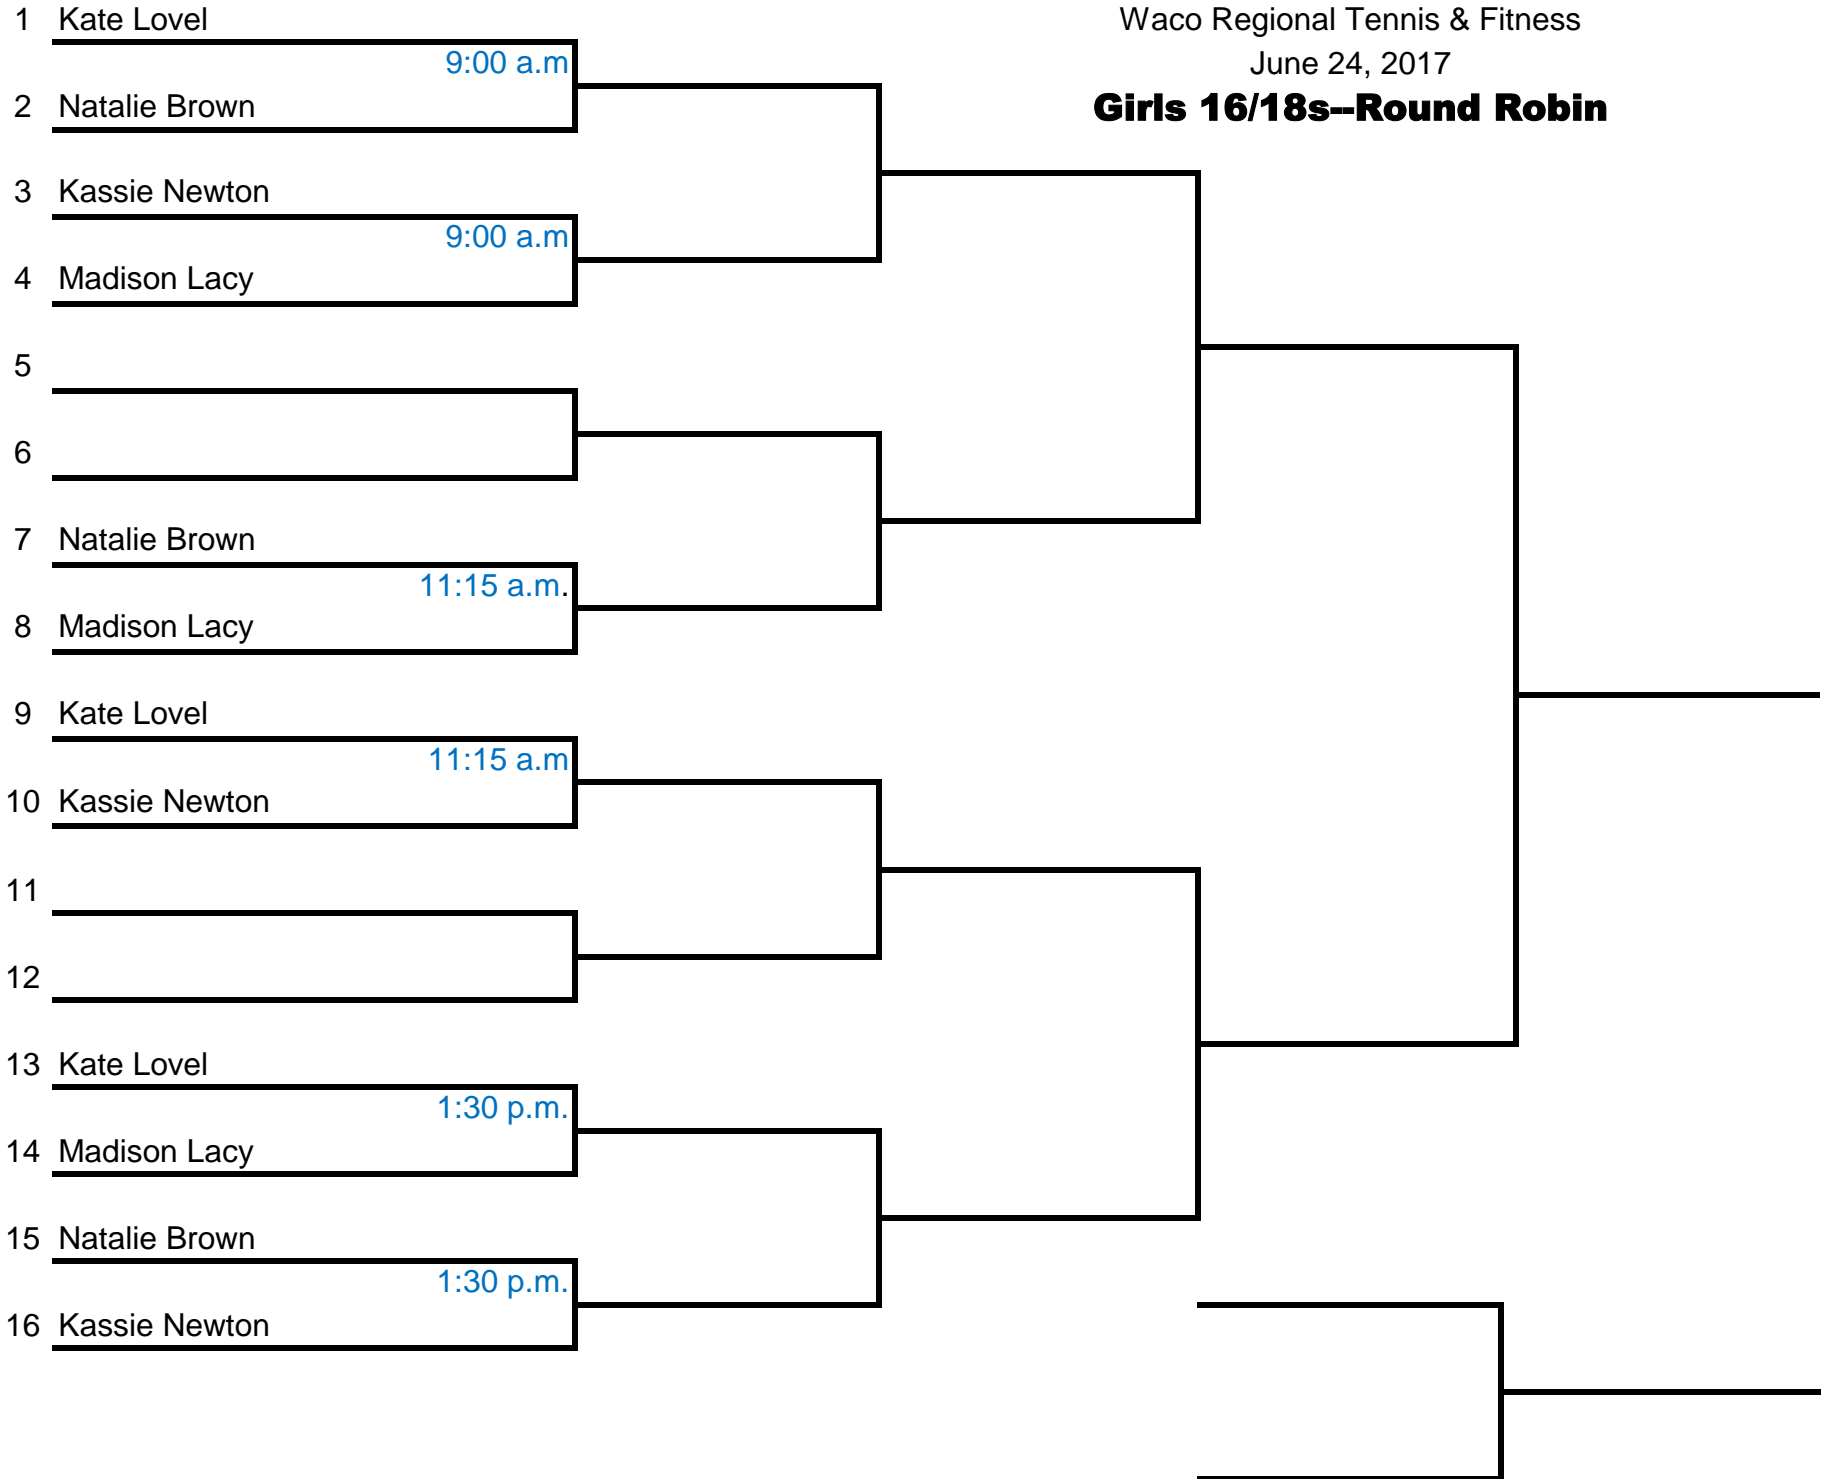 1 Kate Lovel
Waco Regional Tennis & Fitness
9:00 a.m
June 24, 2017
2 Natalie Brown
Girls 16/18s--Round Robin
3 Kassie Newton
9:00 a.m
4 Madison Lacy
5
6
7 Natalie Brown
11:15 a.m.
8 Madison Lacy
9 Kate Lovel
11:15 a.m
10 Kassie Newton
11
12
13 Kate Lovel
1:30 p.m.
14 Madison Lacy
15 Natalie Brown
1:30 p.m.
16 Kassie Newton